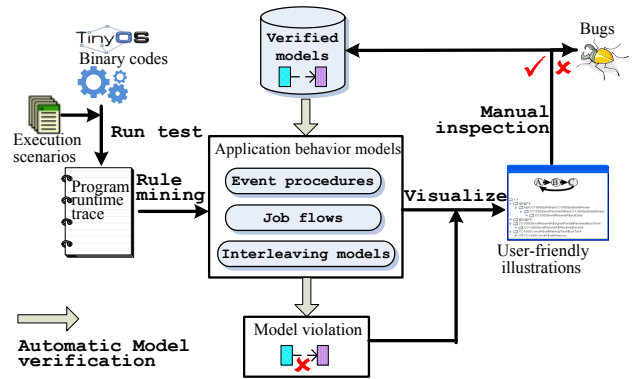 TinyOS
Binary codes
Verified
models
Bugs
Execution
scenarios
Run test
Manual
inspection
Program
runtime
trace
Rule
mining
Application behavior models
Event procedures
Job flows
Interleaving models
Visualize
A B C
User-friendly
illustrations
Model violation
Automatic Model
verification